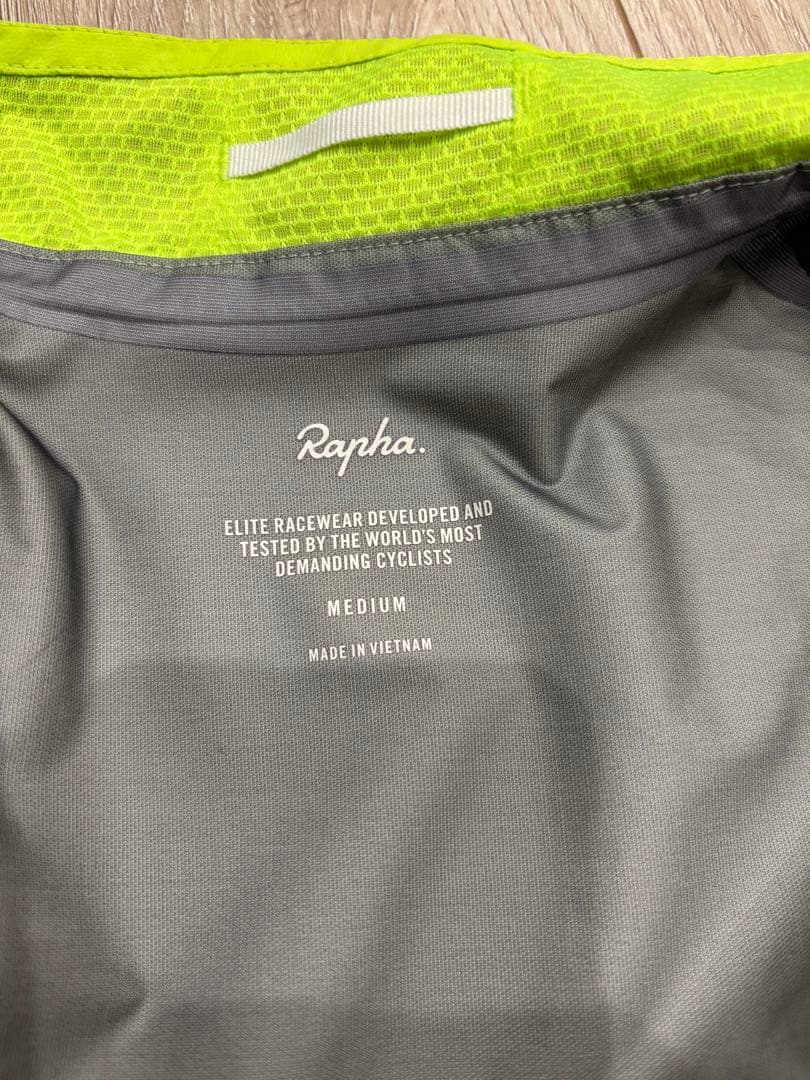 Rapha.
ELITE RACEWEAR DEVELOPED AND
TESTED BY THE WORLD'S MOST
DEMANDING CYCLISTS
MEDIUM
MADE IN VIETNAM